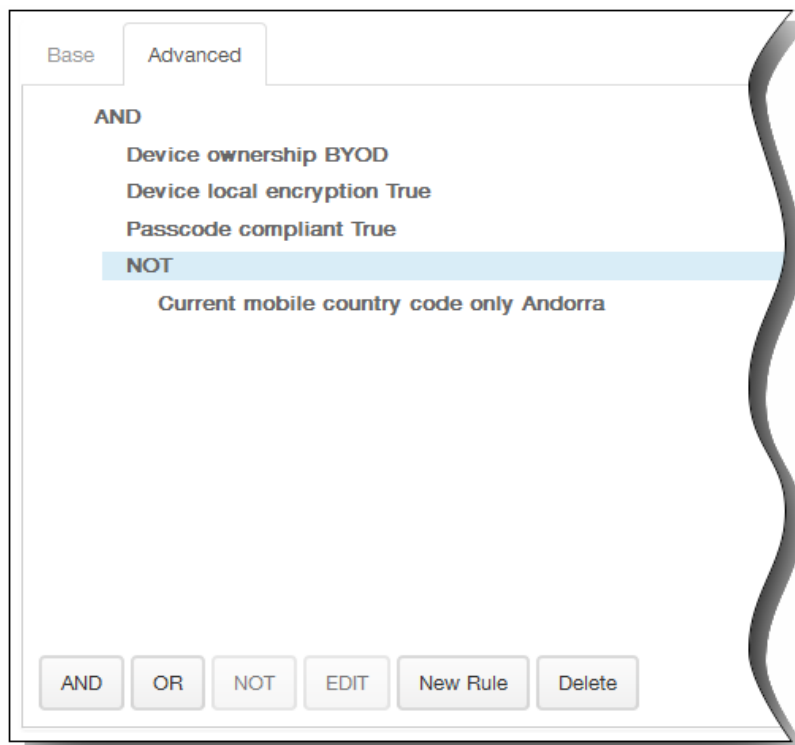 Base Advanced
AND
Device ownership BYOD
Device local encryption True
Passcode compliant True
NOT
Current mobile country code only Andorra
AND OR NOT EDIT New Rule Delete